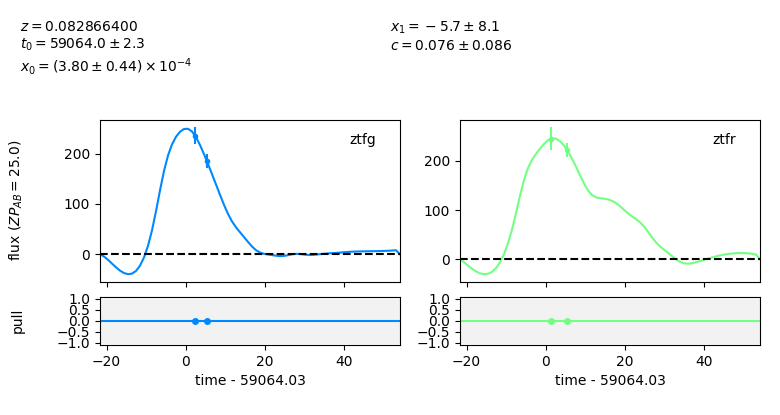 z = 0.082866400
t₀ = 59064.0 ± 2.3
x₀ = (3.80 ± 0.44) × 10⁻⁴
x₁ = −5.7 ± 8.1
c = 0.076 ± 0.086
flux (ZP_AB = 25.0)
ztfg
200
100
0
ztfr
200
100
0
pull
1.0
0.5
0.0
−0.5
−1.0
−20 0 20 40
time - 59064.03
1.0
0.5
0.0
−0.5
−1.0
−20 0 20 40
time - 59064.03